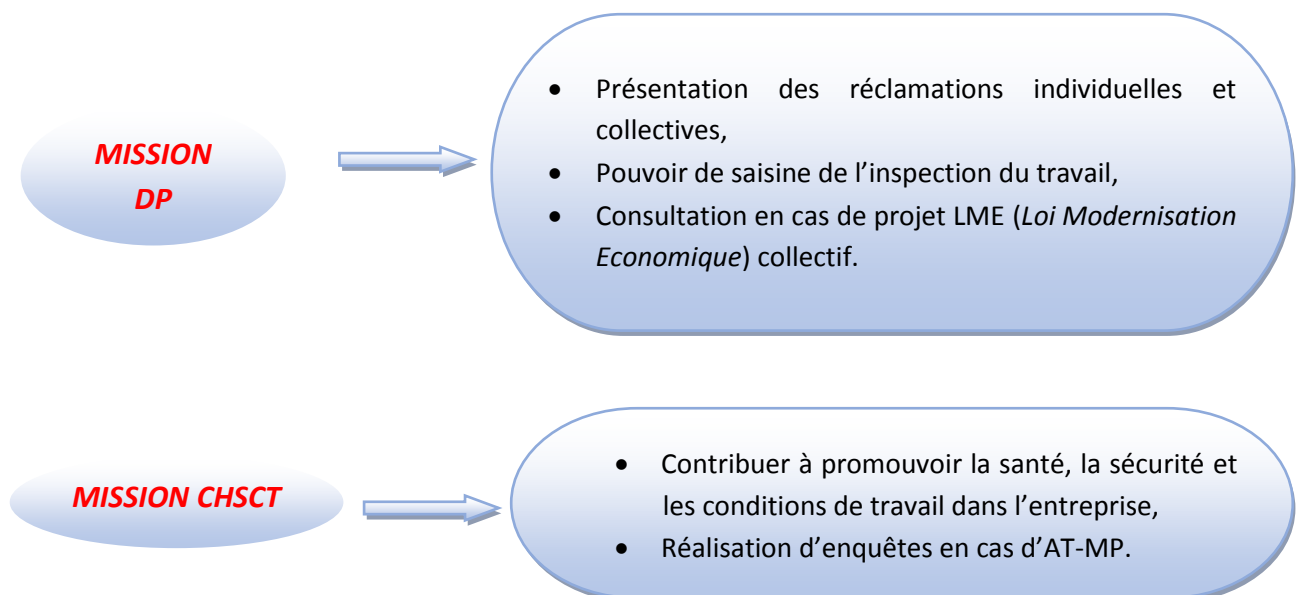 MISSION
DP
• Présentation des réclamations individuelles et
collectives,
• Pouvoir de saisine de l’inspection du travail,
• Consultation en cas de projet LME (Loi Modernisation
Economique) collectif.
MISSION CHSCT
• Contribuer à promouvoir la santé, la sécurité et
les conditions de travail dans l’entreprise,
• Réalisation d’enquêtes en cas d’AT-MP.